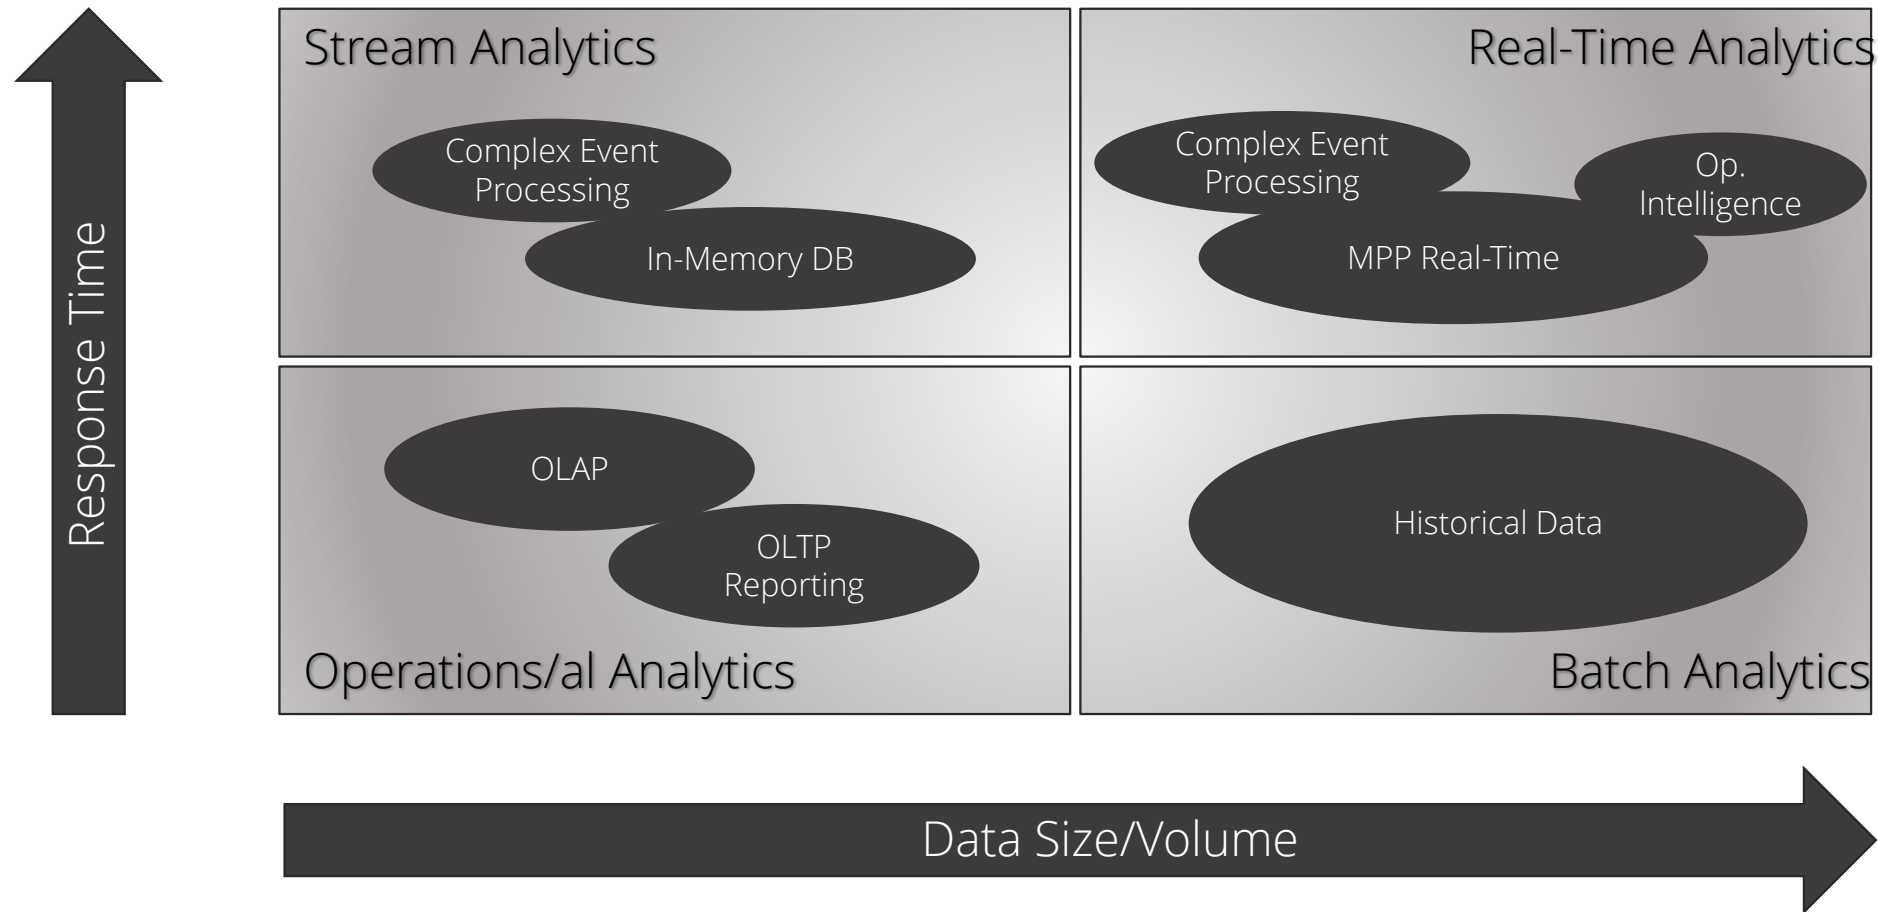 Stream Analytics
Real-Time Analytics
Complex Event
Processing
In-Memory DB
Complex Event
Processing
Op.
Intelligence
MPP Real-Time
Response Time
OLAP
OLTP
Reporting
Historical Data
Operations/al Analytics
Batch Analytics
Data Size/Volume